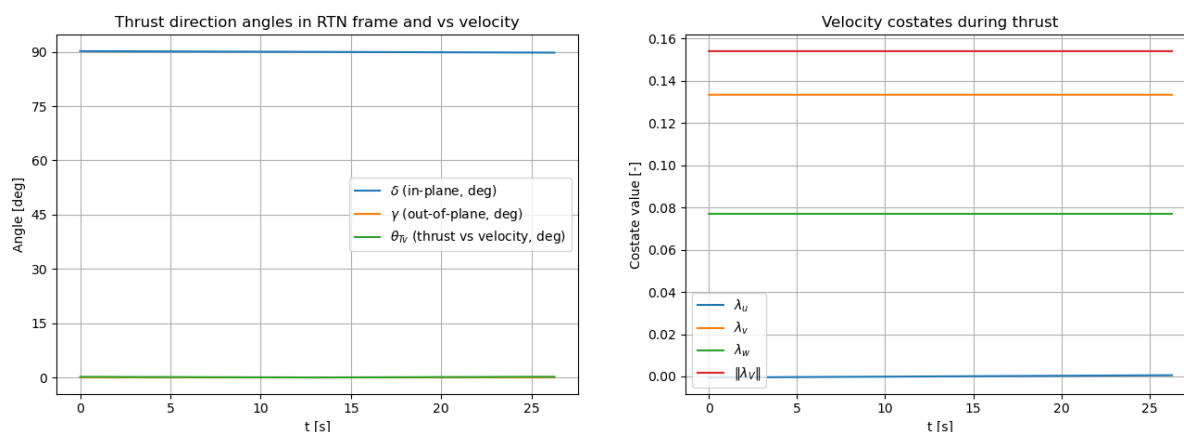 Thrust direction angles in RTN frame and vs velocity
Angle [deg]
90
75
60
45
30
15
0
δ (in-plane, deg)
γ (out-of-plane, deg)
θTv (thrust vs velocity, deg)
0 5 10 15 20 25
t [s]
Velocity costates during thrust
Costate value [-]
0.16
0.14
0.12
0.10
0.08
0.06
0.04
0.02
0.00
λu
λv
λw
‖λV‖
0 5 10 15 20 25
t [s]